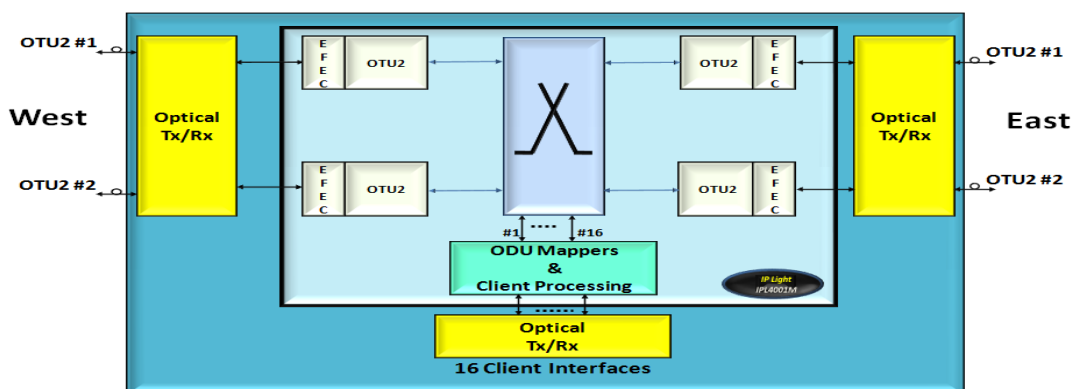 OTU2 #1
West
OTU2 #2
Optical
Tx/Rx
E
F
E
C
OTU2
E
F
E
C
OTU2
OTU2
E
F
E
C
OTU2
E
F
E
C
Optical
Tx/Rx
OTU2 #1
East
OTU2 #2
#1 ···· #16
ODU Mappers
&
Client Processing
IP Light
IPL4001M
......
Optical
Tx/Rx
16 Client Interfaces